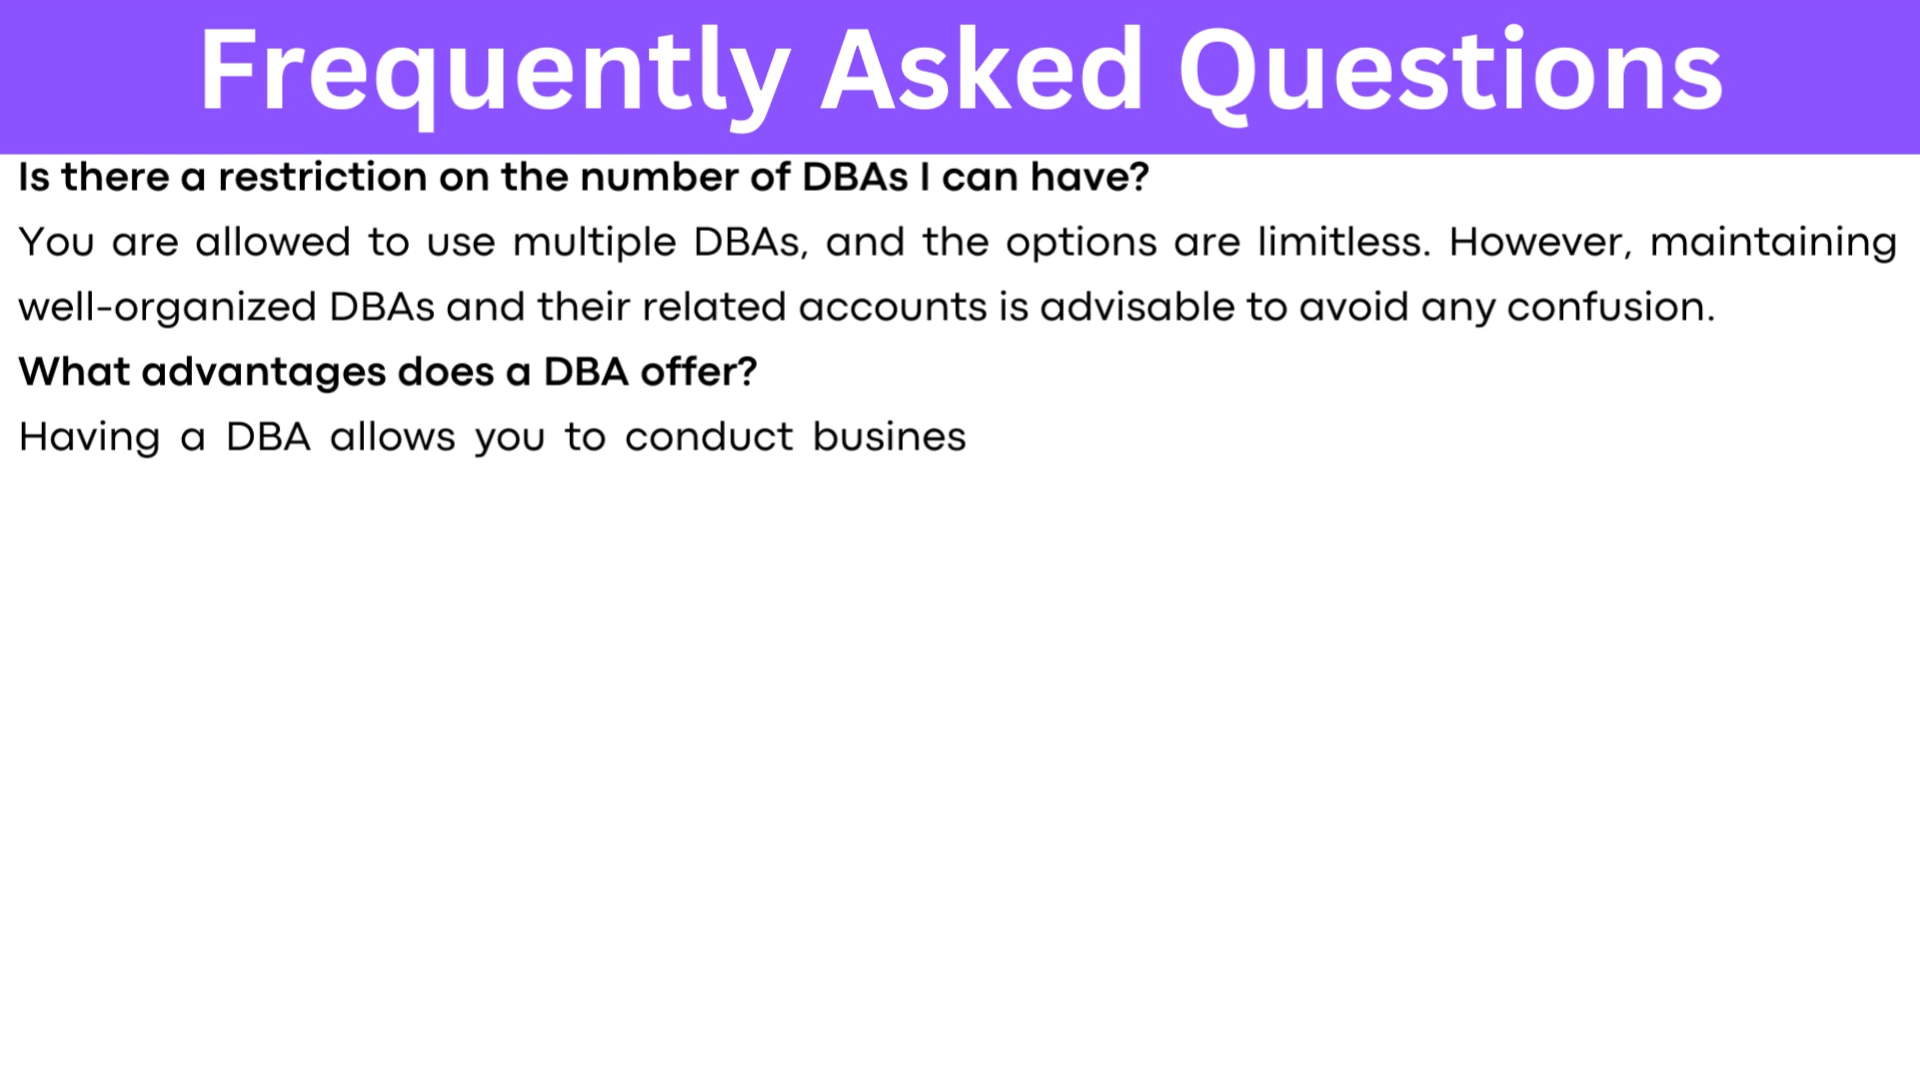 Frequently Asked Questions
Is there a restriction on the number of DBAs I can have?
You are allowed to use multiple DBAs, and the options are limitless. However, maintaining
well-organized DBAs and their related accounts is advisable to avoid any confusion.
What advantages does a DBA offer?
Having a DBA allows you to conduct busines